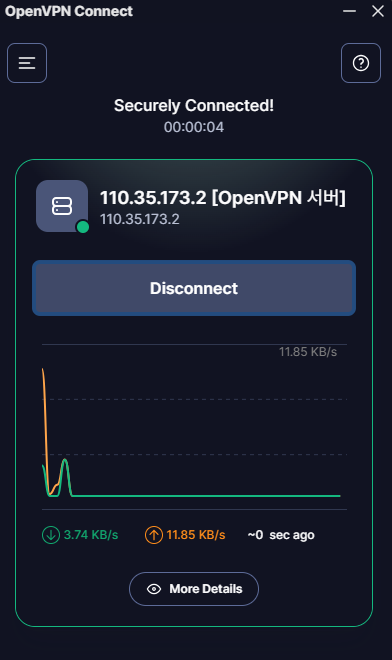 OpenVPN Connect
Securely Connected!
00:00:04
110.35.173.2 [OpenVPN 서버]
110.35.173.2
Disconnect
11.85 KB/s
3.74 KB/s 11.85 KB/s ~0 sec ago
More Details